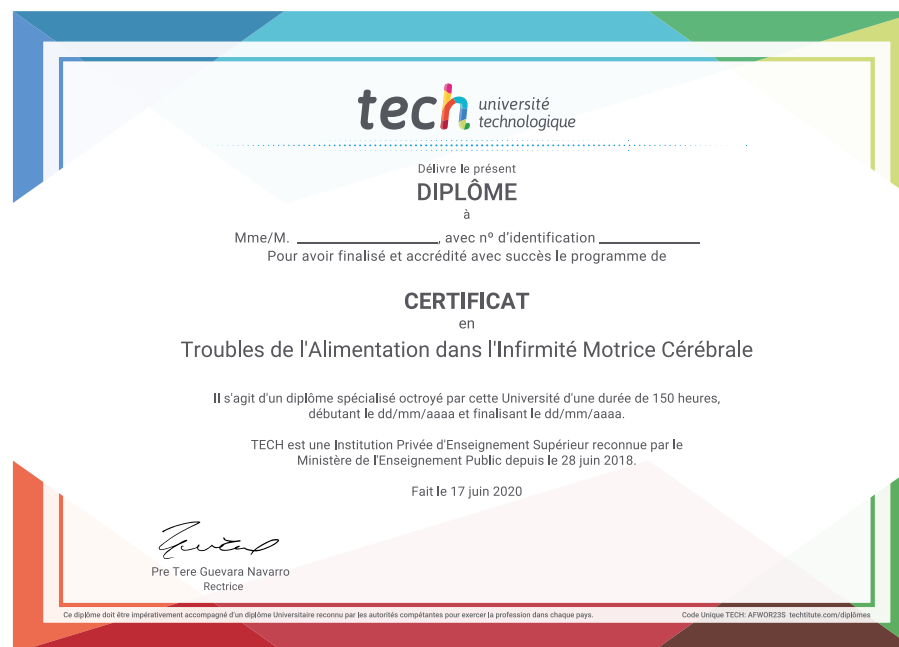 tech université
technologique
Délivre le présent
DIPLÔME
à
Mme/M. ____________________, avec nº d'identification ______________
Pour avoir finalisé et accrédité avec succès le programme de
CERTIFICAT
en
Troubles de l'Alimentation dans l'Infirmité Motrice Cérébrale
Il s'agit d'un diplôme spécialisé octroyé par cette Université d'une durée de 150 heures,
débutant le dd/mm/aaaa et finalisant le dd/mm/aaaa.
TECH est une Institution Privée d'Enseignement Supérieur reconnue par le
Ministère de l'Enseignement Public depuis le 28 juin 2018.
Fait le 17 juin 2020
Pre Tere Guevara Navarro
Rectrice
Ce diplôme doit être impérativement accompagné d'un diplôme Universitaire reconnu par les autorités compétantes pour exercer la profession dans chaque pays.
Code Unique TECH: AFWOR23S techtitute.com/diplômes